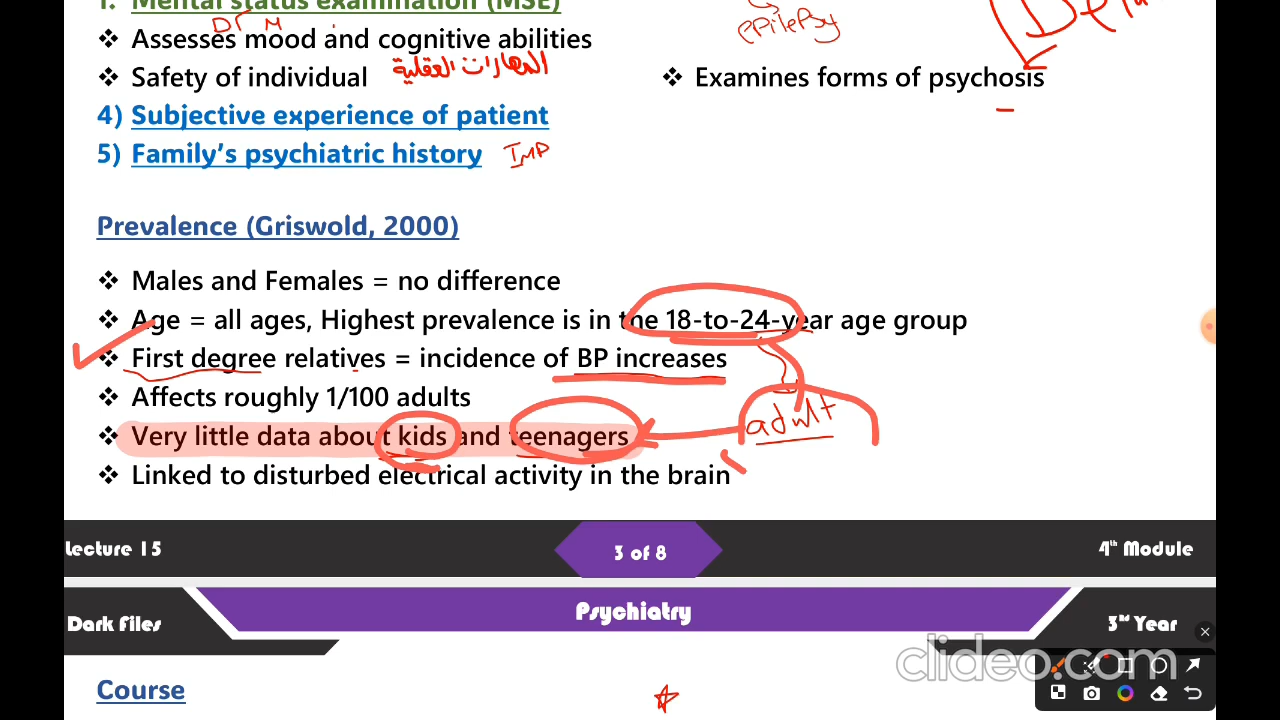 1. Mental status examination (MSE)
epilepsy
❖ Assesses mood and cognitive abilities
❖ Safety of individual
المهارات العقلية
❖ Examines forms of psychosis
4) Subjective experience of patient
5) Family's psychiatric history IMP
Prevalence (Griswold, 2000)
❖ Males and Females = no difference
❖ Age = all ages, Highest prevalence is in the 18-to-24-year age group
❖ First degree relatives = incidence of BP increases
❖ Affects roughly 1/100 adults
adult
❖ Very little data about kids and teenagers
❖ Linked to disturbed electrical activity in the brain
Lecture 15
3 of 8
4th Module
Dark Files
Psychiatry
3rd Year
clideo.com
Course